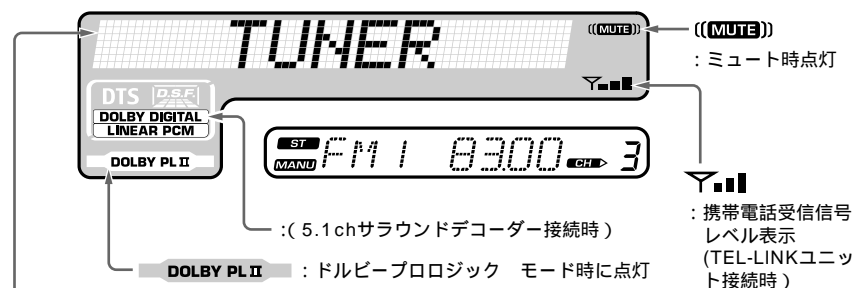 TUNER
((MUTE))
((MUTE))
：ミュート時点灯
DTS D.S.F.
DOLBY DIGITAL
LINEAR PCM
DOLBY PL II
ST
MANU
FM1 83.00 CH 3
：（5.1chサラウンドデコーダー接続時）
DOLBY PL II ：ドルビープロロジック モード時に点灯
：携帯電話受信信号
レベル表示
(TEL-LINKユニッ
ト接続時）